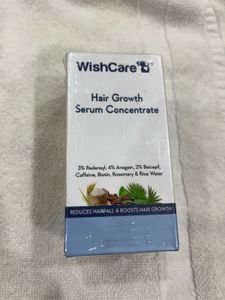 WishCare
Hair Growth
Serum Concentrate
3% Redensyl, 4% Anagain, 2% Baicapil,
Caffeine, Biotin, Rosemary & Rice Water
REDUCES HAIRFALL & BOOSTS HAIR GROWTH